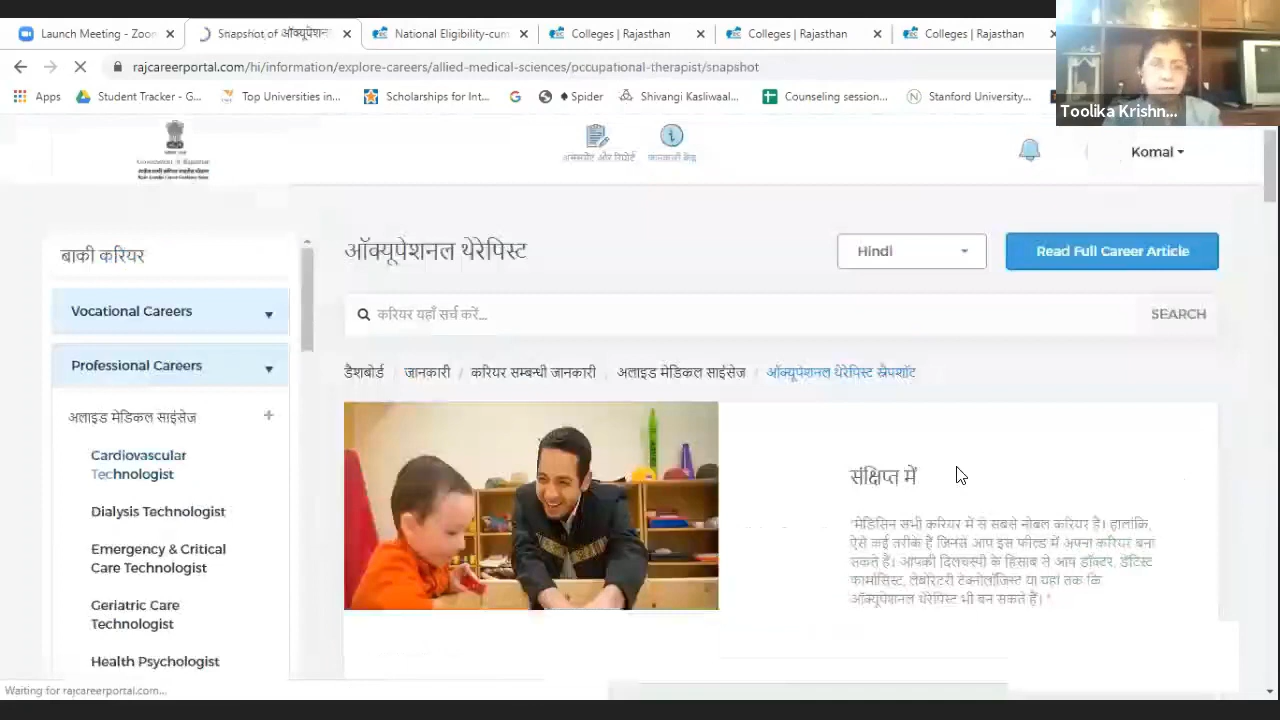 Launch Meeting - Zoo
Snapshot of ऑक्यूपेशन
National Eligibility-cum
Colleges | Rajasthan
Colleges | Rajasthan
Colleges | Rajasthan
rajcareerportal.com/hi/information/explore-careers/allied-medical-sciences/occupational-therapist/snapshot
Apps
Student Tracker - G...
Top Universities in...
Scholarships for Int...
Spider
Shivangi Kasliwaal...
Counseling session...
Stanford University...
Toolika Krishn...
Komal
बाकी करियर
Vocational Careers
Professional Careers
अलाइड मेडिकल साइंसेज
Cardiovascular
Technologist
Dialysis Technologist
Emergency & Critical
Care Technologist
Geriatric Care
Technologist
Health Psychologist
ऑक्यूपेशनल थेरेपिस्ट
Hindi
Read Full Career Article
करियर यहाँ सर्च करें...
SEARCH
डैशबोर्ड / जानकारी / करियर सम्बन्धी जानकारी / अलाइड मेडिकल साइंसेज / ऑक्यूपेशनल थेरेपिस्ट स्नैपशॉट
संक्षिप्त में
"मेडिसिन सभी करियर में से सबसे नोबल करियर है। हालांकि,
ऐसे कई तरीके हैं जिनसे आप इस फील्ड में अपना करियर बना
सकते हैं। आपकी दिलचस्पी के हिसाब से आप डॉक्टर, डेंटिस्ट
फार्मासिस्ट, लेबोरेटरी टेक्नोलॉजिस्ट या यहां तक कि
ऑक्यूपेशनल थेरेपिस्ट भी बन सकते हैं। "
Waiting for rajcareerportal.com...